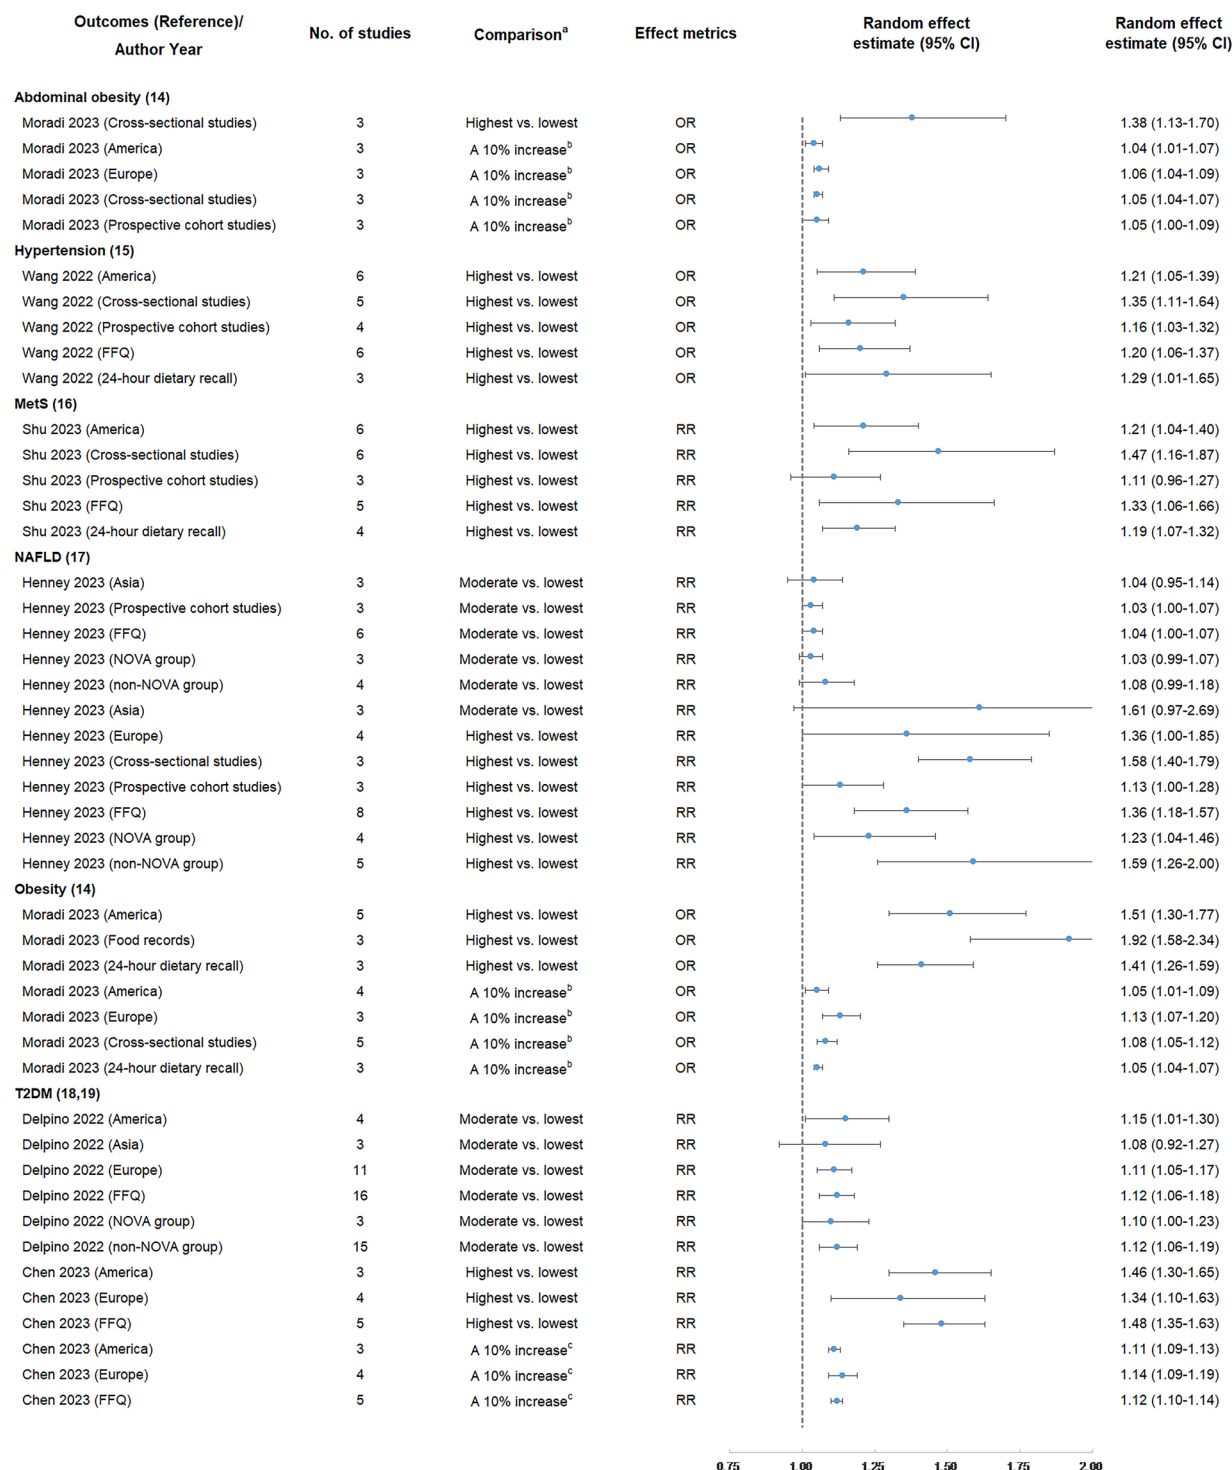 Outcomes (Reference)/
Author Year
No. of studies
Comparisonᵃ
Effect metrics
Random effect
estimate (95% CI)
Random effect
estimate (95% CI)
Abdominal obesity (14)
Moradi 2023 (Cross-sectional studies) 3 Highest vs. lowest OR 1.38 (1.13-1.70)
Moradi 2023 (America) 3 A 10% increaseᵇ OR 1.04 (1.01-1.07)
Moradi 2023 (Europe) 3 A 10% increaseᵇ OR 1.06 (1.04-1.09)
Moradi 2023 (Cross-sectional studies) 3 A 10% increaseᵇ OR 1.05 (1.04-1.07)
Moradi 2023 (Prospective cohort studies) 3 A 10% increaseᵇ OR 1.05 (1.00-1.09)
Hypertension (15)
Wang 2022 (America) 6 Highest vs. lowest OR 1.21 (1.05-1.39)
Wang 2022 (Cross-sectional studies) 5 Highest vs. lowest OR 1.35 (1.11-1.64)
Wang 2022 (Prospective cohort studies) 4 Highest vs. lowest OR 1.16 (1.03-1.32)
Wang 2022 (FFQ) 6 Highest vs. lowest OR 1.20 (1.06-1.37)
Wang 2022 (24-hour dietary recall) 3 Highest vs. lowest OR 1.29 (1.01-1.65)
MetS (16)
Shu 2023 (America) 6 Highest vs. lowest RR 1.21 (1.04-1.40)
Shu 2023 (Cross-sectional studies) 6 Highest vs. lowest RR 1.47 (1.16-1.87)
Shu 2023 (Prospective cohort studies) 3 Highest vs. lowest RR 1.11 (0.96-1.27)
Shu 2023 (FFQ) 5 Highest vs. lowest RR 1.33 (1.06-1.66)
Shu 2023 (24-hour dietary recall) 4 Highest vs. lowest RR 1.19 (1.07-1.32)
NAFLD (17)
Henney 2023 (Asia) 3 Moderate vs. lowest RR 1.04 (0.95-1.14)
Henney 2023 (Prospective cohort studies) 3 Moderate vs. lowest RR 1.03 (1.00-1.07)
Henney 2023 (FFQ) 6 Moderate vs. lowest RR 1.04 (1.00-1.07)
Henney 2023 (NOVA group) 3 Moderate vs. lowest RR 1.03 (0.99-1.07)
Henney 2023 (non-NOVA group) 4 Moderate vs. lowest RR 1.08 (0.99-1.18)
Henney 2023 (Asia) 3 Moderate vs. lowest RR 1.61 (0.97-2.69)
Henney 2023 (Europe) 4 Highest vs. lowest RR 1.36 (1.00-1.85)
Henney 2023 (Cross-sectional studies) 3 Highest vs. lowest RR 1.58 (1.40-1.79)
Henney 2023 (Prospective cohort studies) 3 Highest vs. lowest RR 1.13 (1.00-1.28)
Henney 2023 (FFQ) 8 Highest vs. lowest RR 1.36 (1.18-1.57)
Henney 2023 (NOVA group) 4 Highest vs. lowest RR 1.23 (1.04-1.46)
Henney 2023 (non-NOVA group) 5 Highest vs. lowest RR 1.59 (1.26-2.00)
Obesity (14)
Moradi 2023 (America) 5 Highest vs. lowest OR 1.51 (1.30-1.77)
Moradi 2023 (Food records) 3 Highest vs. lowest OR 1.92 (1.58-2.34)
Moradi 2023 (24-hour dietary recall) 3 Highest vs. lowest OR 1.41 (1.26-1.59)
Moradi 2023 (America) 4 A 10% increaseᵇ OR 1.05 (1.01-1.09)
Moradi 2023 (Europe) 3 A 10% increaseᵇ OR 1.13 (1.07-1.20)
Moradi 2023 (Cross-sectional studies) 5 A 10% increaseᵇ OR 1.08 (1.05-1.12)
Moradi 2023 (24-hour dietary recall) 3 A 10% increaseᵇ OR 1.05 (1.04-1.07)
T2DM (18,19)
Delpino 2022 (America) 4 Moderate vs. lowest RR 1.15 (1.01-1.30)
Delpino 2022 (Asia) 3 Moderate vs. lowest RR 1.08 (0.92-1.27)
Delpino 2022 (Europe) 11 Moderate vs. lowest RR 1.11 (1.05-1.17)
Delpino 2022 (FFQ) 16 Moderate vs. lowest RR 1.12 (1.06-1.18)
Delpino 2022 (NOVA group) 3 Moderate vs. lowest RR 1.10 (1.00-1.23)
Delpino 2022 (non-NOVA group) 15 Moderate vs. lowest RR 1.12 (1.06-1.19)
Chen 2023 (America) 3 Highest vs. lowest RR 1.46 (1.30-1.65)
Chen 2023 (Europe) 4 Highest vs. lowest RR 1.34 (1.10-1.63)
Chen 2023 (FFQ) 5 Highest vs. lowest RR 1.48 (1.35-1.63)
Chen 2023 (America) 3 A 10% increaseᶜ RR 1.11 (1.09-1.13)
Chen 2023 (Europe) 4 A 10% increaseᶜ RR 1.14 (1.09-1.19)
Chen 2023 (FFQ) 5 A 10% increaseᶜ RR 1.12 (1.10-1.14)
0.75 1.00 1.25 1.50 1.75 2.00